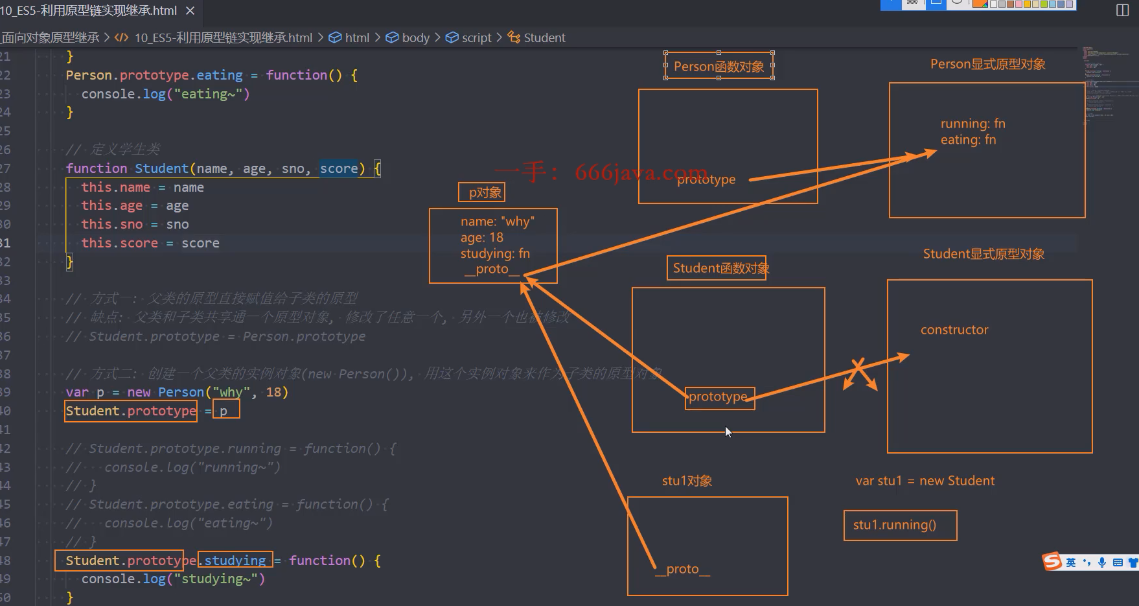 10_ES5-利用原型链实现继承.html ×
_面向对象原型继承 > 10_ES5-利用原型链实现继承.html > html > body > script > Student
21 }
22 Person.prototype.eating = function() {
23 console.log("eating~")
24 }
25
26 // 定义学生类
27 function Student(name, age, sno, score) {
28 this.name = name
29 this.age = age
30 this.sno = sno
31 this.score = score
32 }
33
34 // 方式一: 父类的原型直接赋值给子类的原型
35 // 缺点: 父类和子类共享通一个原型对象, 修改了任意一个, 另外一个也被修改
36 // Student.prototype = Person.prototype
37
38 // 方式二: 创建一个父类的实例对象(new Person()), 用这个实例对象来作为子类的原型对象
39 var p = new Person("why", 18)
40 Student.prototype = p
41
42 // Student.prototype.running = function() {
43 // console.log("running~")
44 // }
45 // Student.prototype.eating = function() {
46 // console.log("eating~")
47 // }
48 Student.prototype.studying = function() {
49 console.log("studying~")
50 }
Person函数对象
prototype
Person显式原型对象
running: fn
eating: fn
一手: 666java.com
p对象
name: "why"
age: 18
studying: fn
__proto__
Student函数对象
prototype
Student显式原型对象
constructor
stu1对象
__proto__
var stu1 = new Student
stu1.running()
英